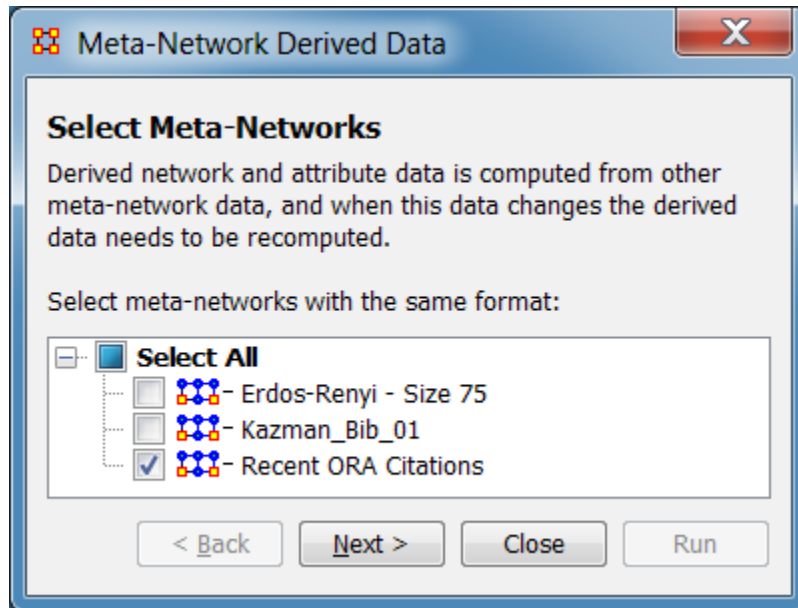 Meta-Network Derived Data
Select Meta-Networks
Derived network and attribute data is computed from other
meta-network data, and when this data changes the derived
data needs to be recomputed.
Select meta-networks with the same format:
Select All
Erdos-Renyi - Size 75
Kazman_Bib_01
Recent ORA Citations
< Back Next > Close Run